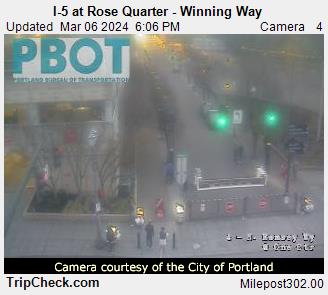 I-5 at Rose Quarter - Winning Way
Updated Mar 06 2024 6:06 PM Camera 4
PBOT
PORTLAND BUREAU OF TRANSPORTATION
Camera courtesy of the City of Portland
TripCheck.com Milepost302.00